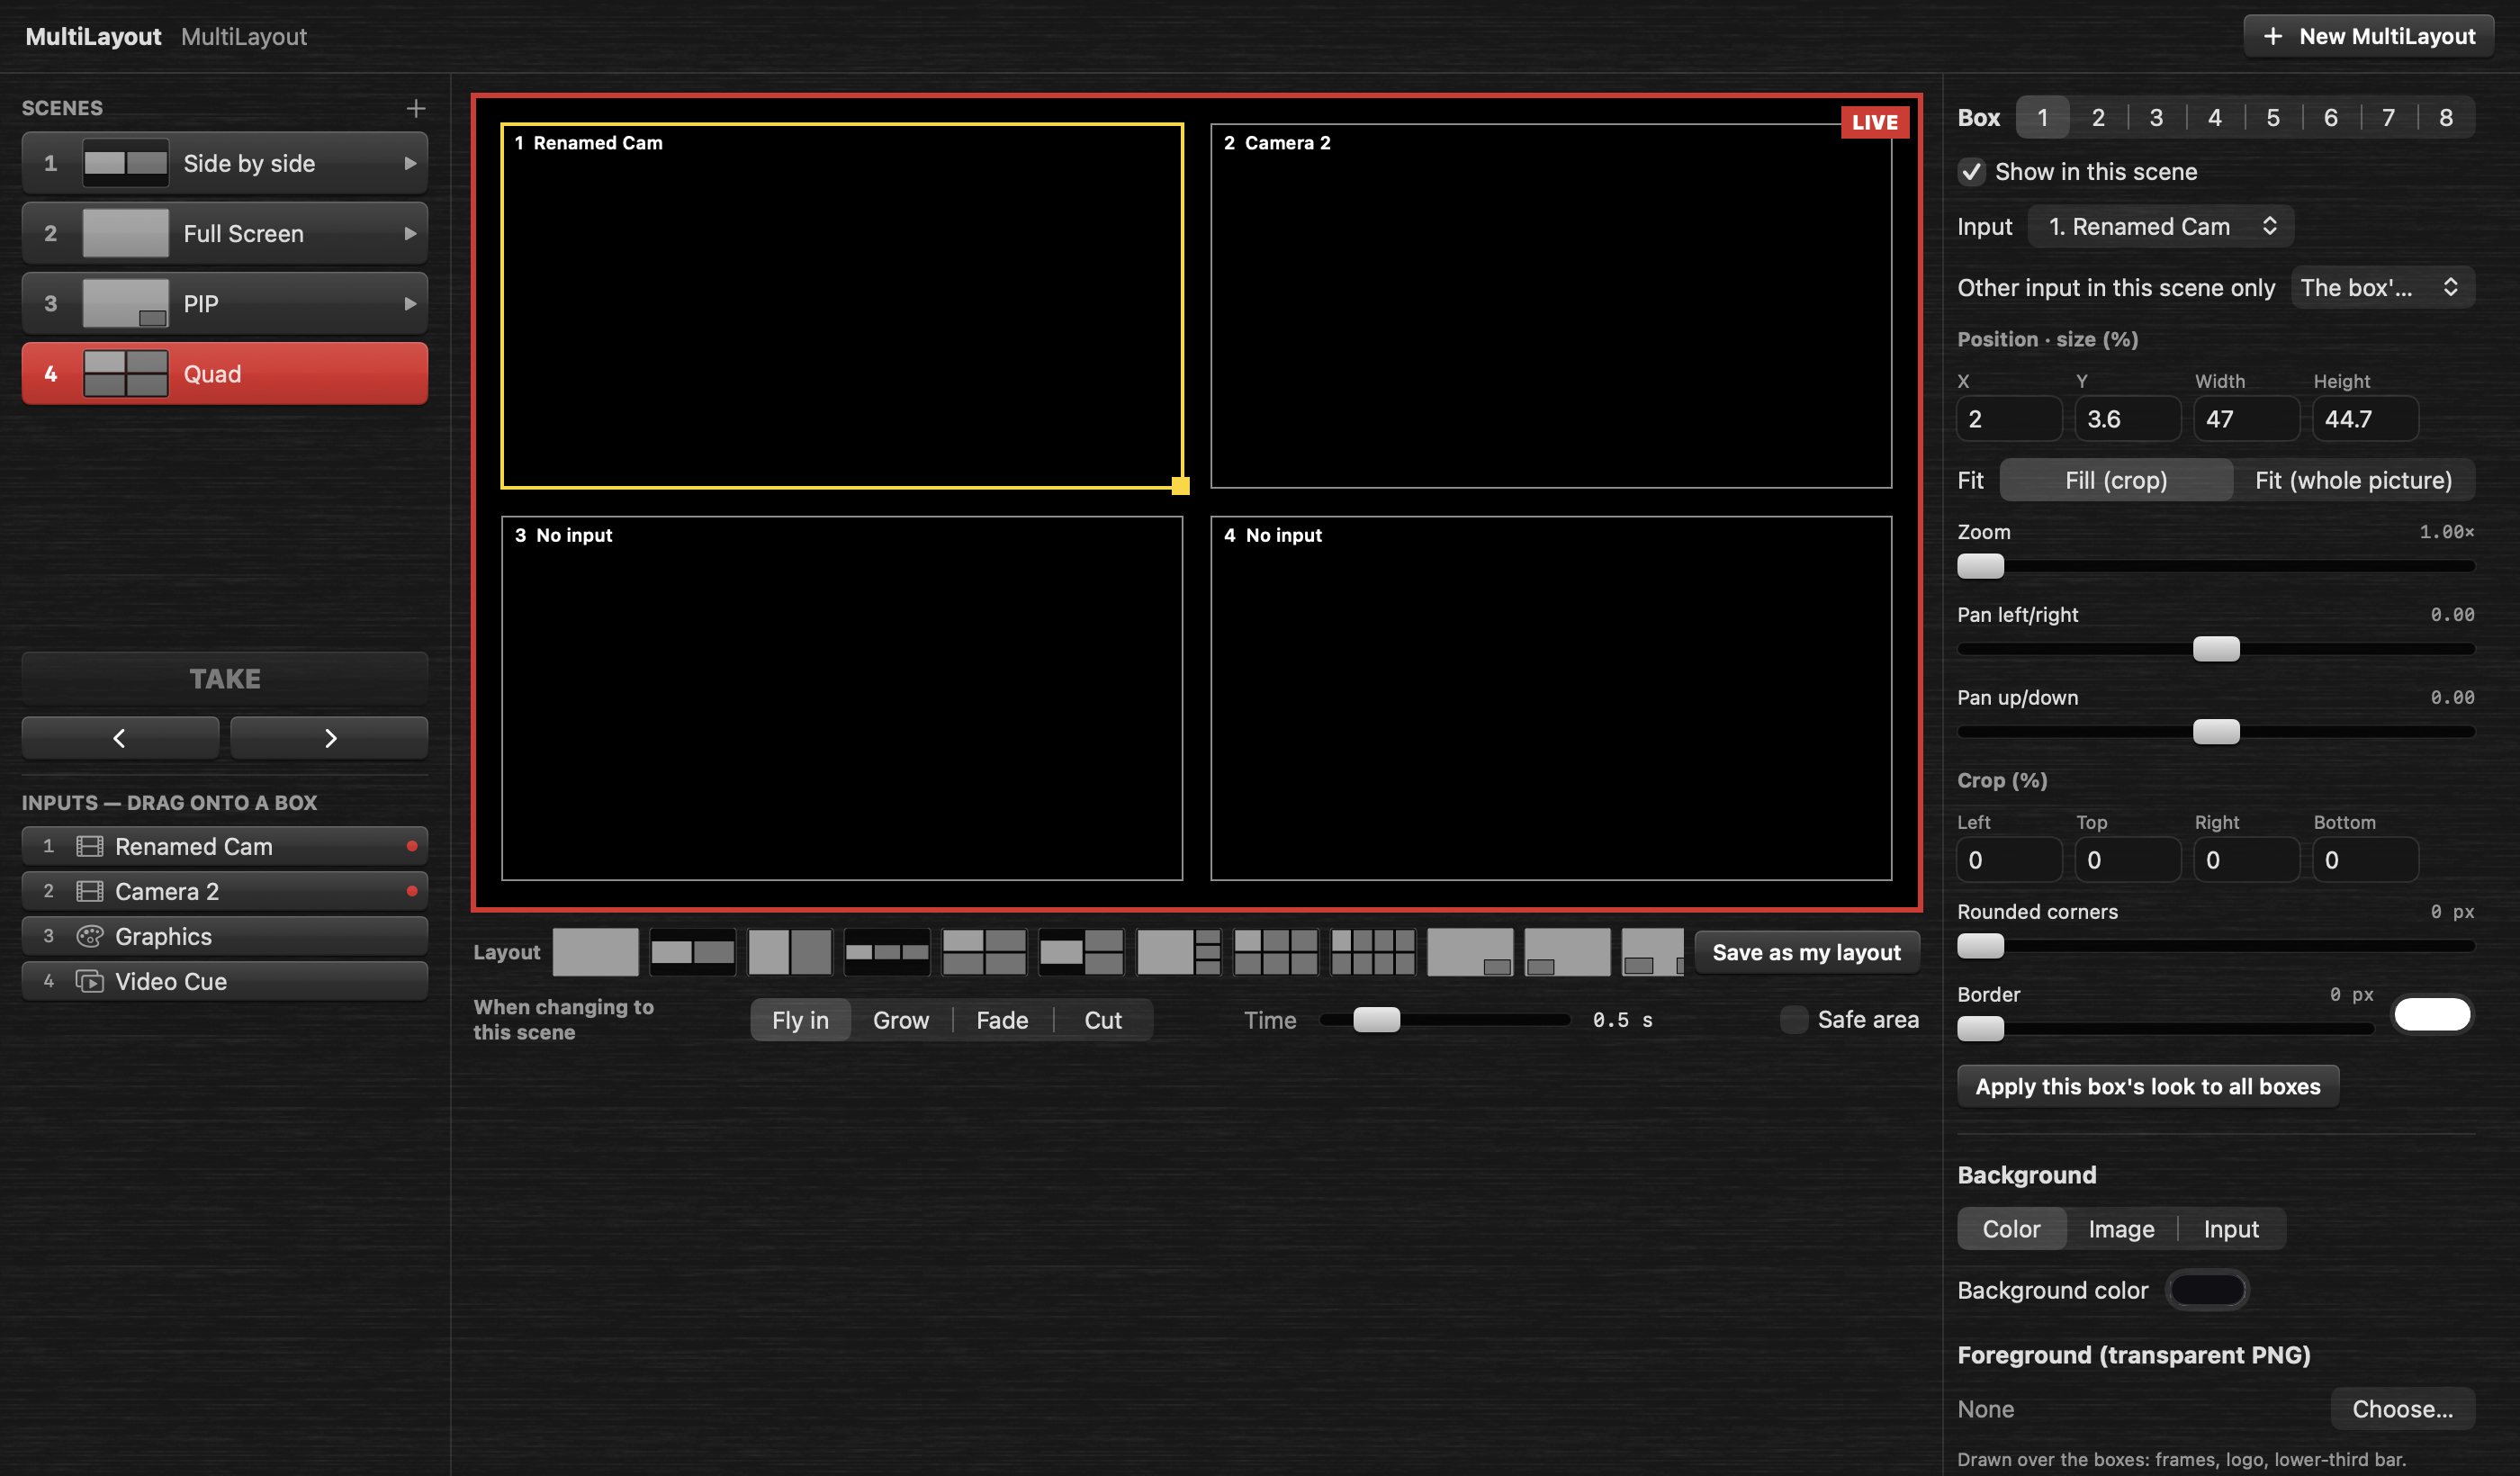 MultiLayout MultiLayout
+ New MultiLayout
SCENES +
1 Side by side
2 Full Screen
3 PIP
4 Quad
TAKE
INPUTS — DRAG ONTO A BOX
1 Renamed Cam
2 Camera 2
3 Graphics
4 Video Cue
LIVE
1 Renamed Cam
2 Camera 2
3 No input
4 No input
Layout
Save as my layout
When changing to
this scene
Fly in Grow Fade Cut
Time 0.5 s
Safe area
Box 1 2 3 4 5 6 7 8
Show in this scene
Input 1. Renamed Cam
Other input in this scene only The box'...
Position · size (%)
X Y Width Height
2 3.6 47 44.7
Fit Fill (crop) Fit (whole picture)
Zoom 1.00×
Pan left/right 0.00
Pan up/down 0.00
Crop (%)
Left Top Right Bottom
0 0 0 0
Rounded corners 0 px
Border 0 px
Apply this box's look to all boxes
Background
Color Image Input
Background color
Foreground (transparent PNG)
None Choose...
Drawn over the boxes: frames, logo, lower-third bar.